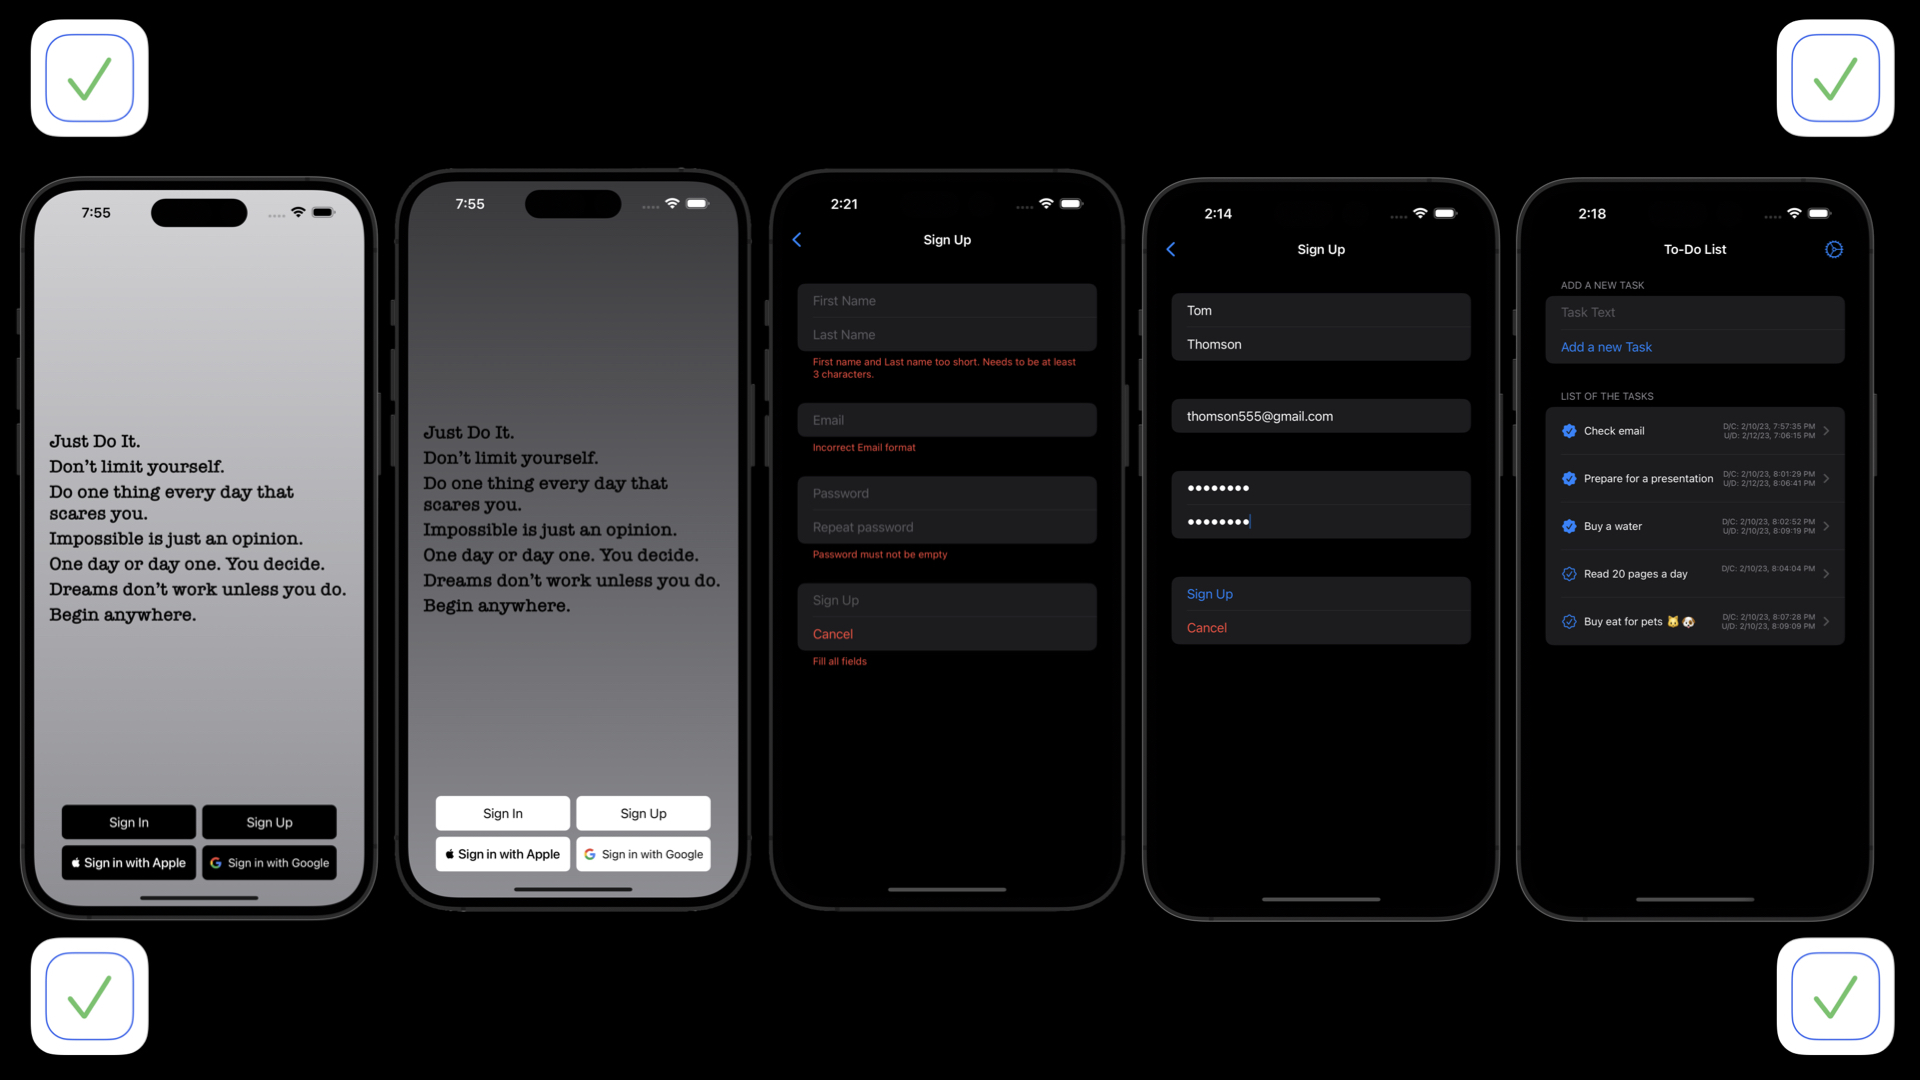 7:55
Just Do It.
Don't limit yourself.
Do one thing every day that
scares you.
Impossible is just an opinion.
One day or day one. You decide.
Dreams don't work unless you do.
Begin anywhere.
Sign In
Sign Up
Sign in with Apple
Sign in with Google
7:55
Just Do It.
Don't limit yourself.
Do one thing every day that
scares you.
Impossible is just an opinion.
One day or day one. You decide.
Dreams don't work unless you do.
Begin anywhere.
Sign In
Sign Up
Sign in with Apple
Sign in with Google
2:21
Sign Up
First Name
Last Name
First name and Last name too short. Needs to be at least
3 characters.
Email
Incorrect Email format
Password
Repeat password
Password must not be empty
Sign Up
Cancel
Fill all fields
2:14
Sign Up
Tom
Thomson
thomson555@gmail.com
Sign Up
Cancel
2:18
To-Do List
ADD A NEW TASK
Task Text
Add a new Task
LIST OF THE TASKS
Check email
D/C: 2/10/23, 7:57:35 PM
U/D: 2/12/23, 7:06:15 PM
Prepare for a presentation
D/C: 2/10/23, 8:01:29 PM
U/D: 2/12/23, 8:06:41 PM
Buy a water
D/C: 2/10/23, 8:02:52 PM
U/D: 2/10/23, 8:09:19 PM
Read 20 pages a day
D/C: 2/10/23, 8:04:04 PM
Buy eat for pets 🐱🐶
D/C: 2/10/23, 8:07:28 PM
U/D: 2/10/23, 8:09:09 PM